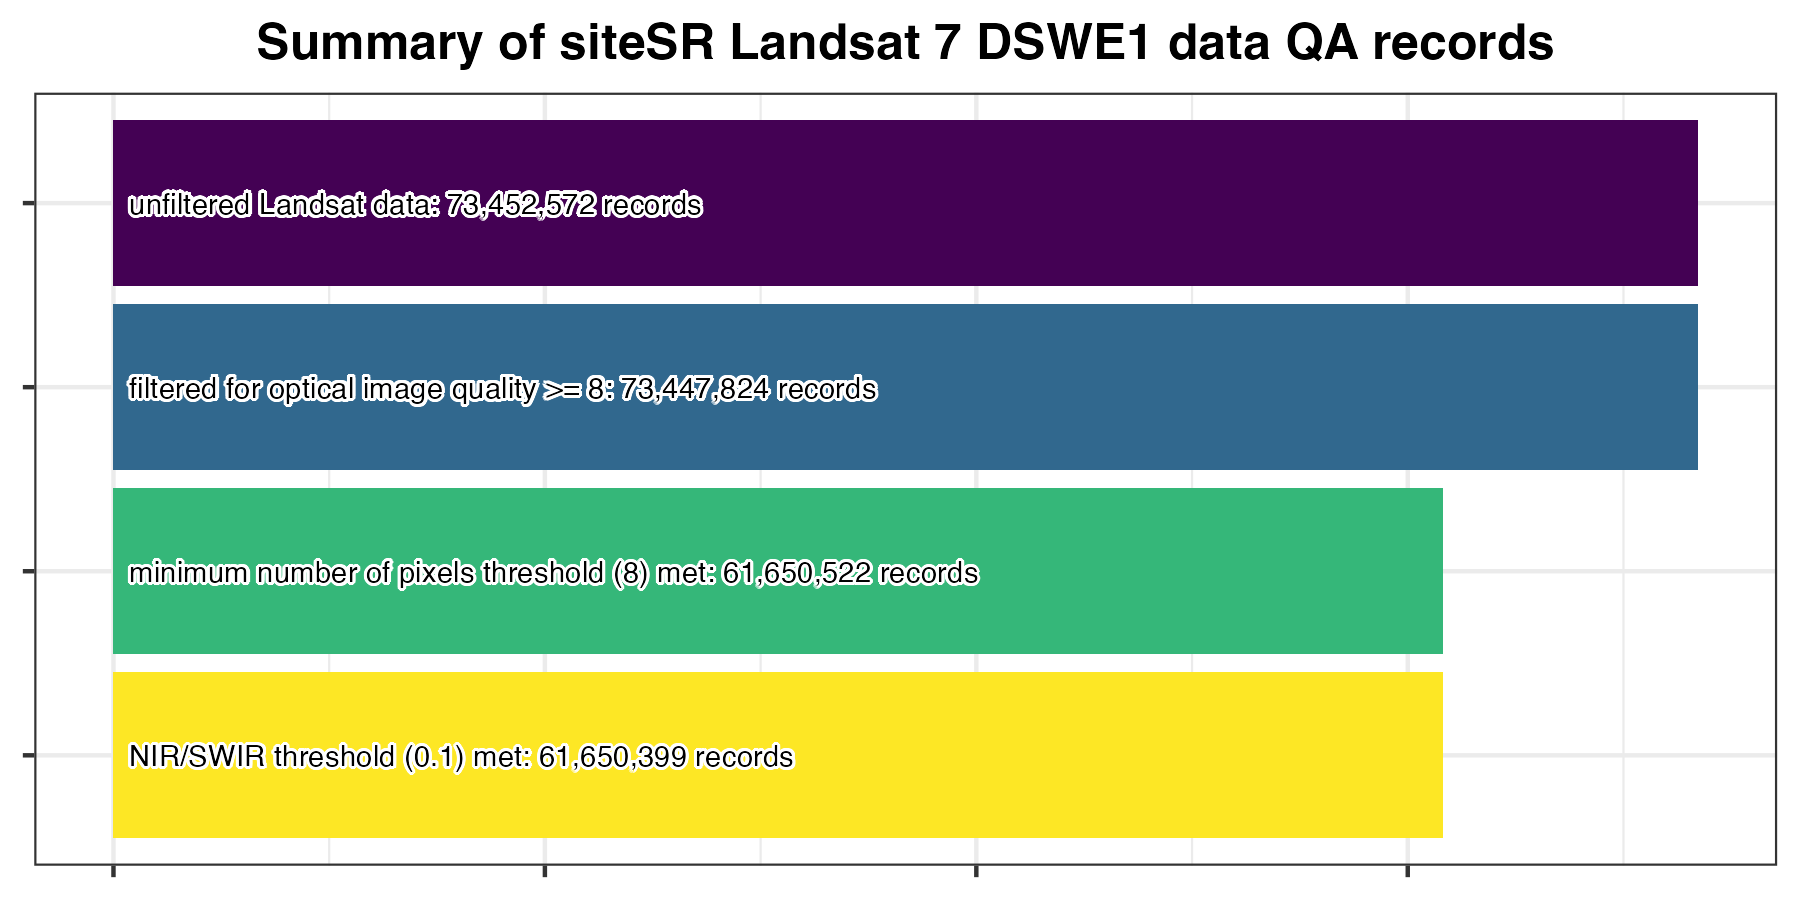 Summary of siteSR Landsat 7 DSWE1 data QA records
unfiltered Landsat data: 73,452,572 records
filtered for optical image quality >= 8: 73,447,824 records
minimum number of pixels threshold (8) met: 61,650,522 records
NIR/SWIR threshold (0.1) met: 61,650,399 records